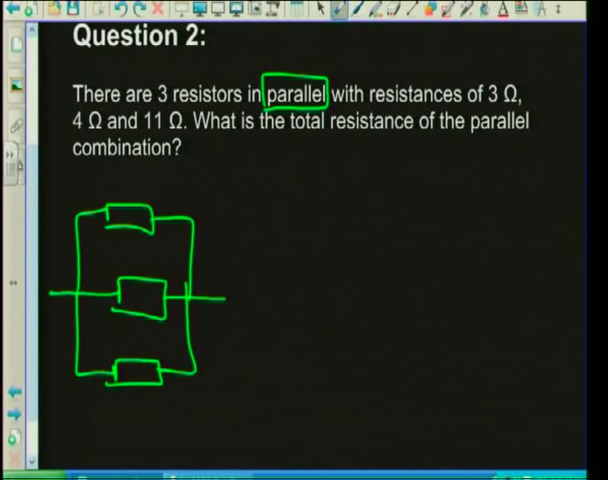 Question 2:
There are 3 resistors in parallel with resistances of 3 Ω,
4 Ω and 11 Ω. What is the total resistance of the parallel
combination?